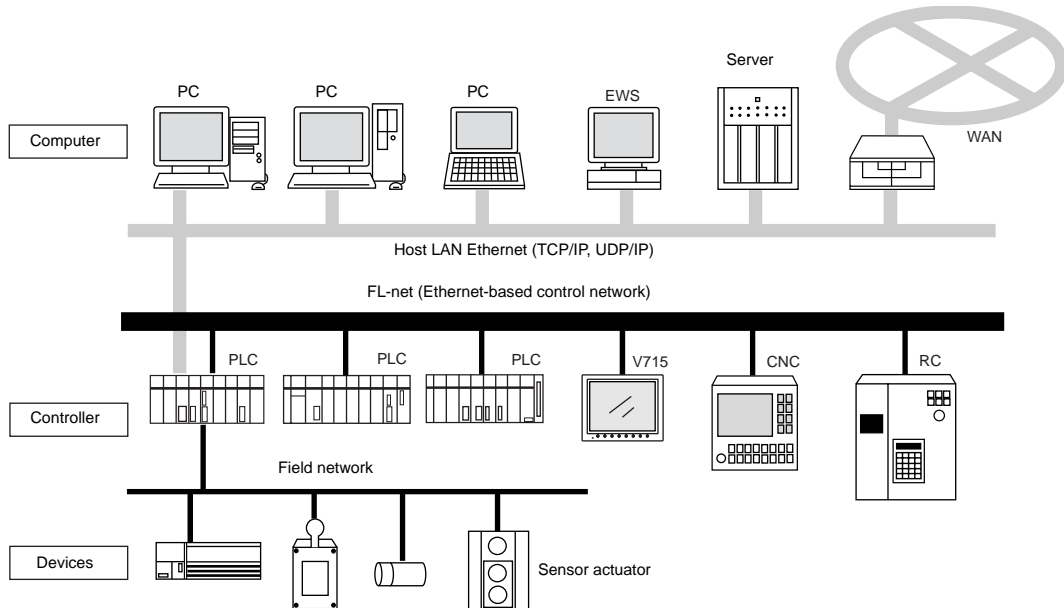 Server
PC
PC
PC
EWS
Computer
WAN
Host LAN Ethernet (TCP/IP, UDP/IP)
FL-net (Ethernet-based control network)
PLC
PLC
PLC
V715
CNC
RC
Controller
Field network
Devices
Sensor actuator